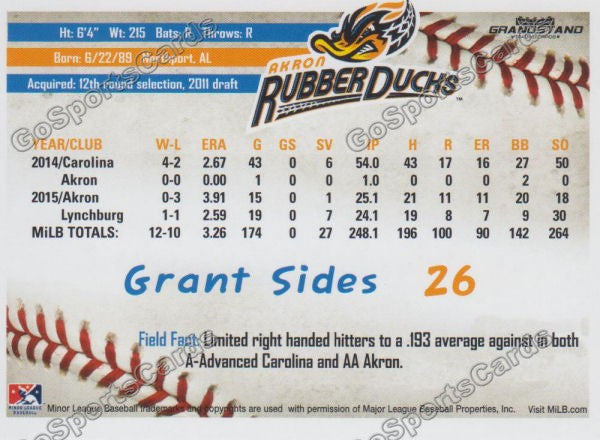 Ht: 6'4" Wt: 215 Bats: R Throws: R
Born: 6/22/89 Northport, AL
Acquired: 12th round selection, 2011 draft
AKRON
RUBBERDUCKS™
GRANDSTAND
YEAR/CLUB W-L ERA G GS SV IP H R ER BB SO
2014/Carolina 4-2 2.67 43 0 6 54.0 43 17 16 27 50
Akron 0-0 0.00 1 0 0 1.0 0 0 0 2 0
2015/Akron 0-3 3.91 15 0 1 25.1 21 11 11 20 18
Lynchburg 1-1 2.59 19 0 7 24.1 19 8 7 9 30
MiLB TOTALS: 12-10 3.26 174 0 27 248.1 196 100 90 142 264
Grant Sides 26
Field Fact: Limited right handed hitters to a .193 average against in both
A-Advanced Carolina and AA Akron.
MINOR LEAGUE
BASEBALL
Minor League Baseball trademarks and copyrights are used with permission of Major League Baseball Properties, Inc. Visit MiLB.com
GoSportsCards